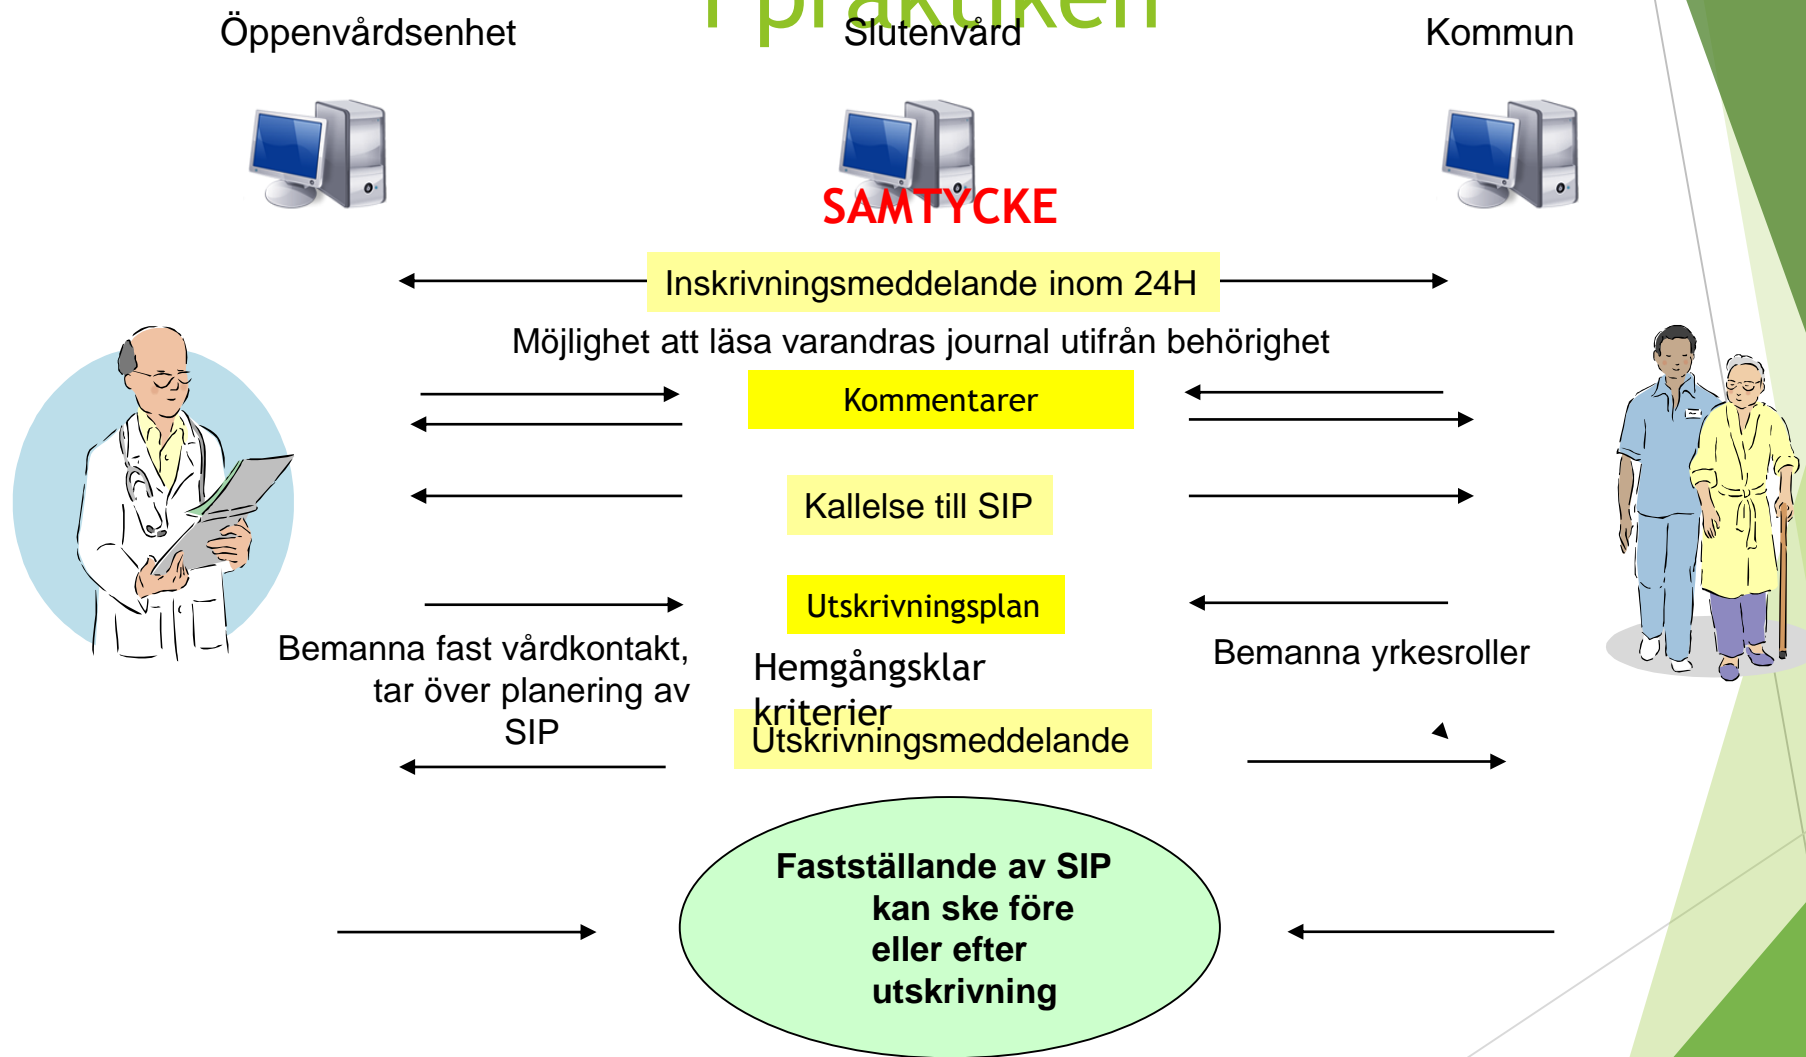 I praktiken
Öppenvårdsenhet
Slutenvård
Kommun
SAMTYCKE
Inskrivningsmeddelande inom 24H
Möjlighet att läsa varandras journal utifrån behörighet
Kommentarer
Kallelse till SIP
Utskrivningsplan
Bemanna fast vårdkontakt,
tar över planering av
SIP
Hemgångsklar
kriterier
Bemanna yrkesroller
Utskrivningsmeddelande
Fastställande av SIP
kan ske före
eller efter
utskrivning